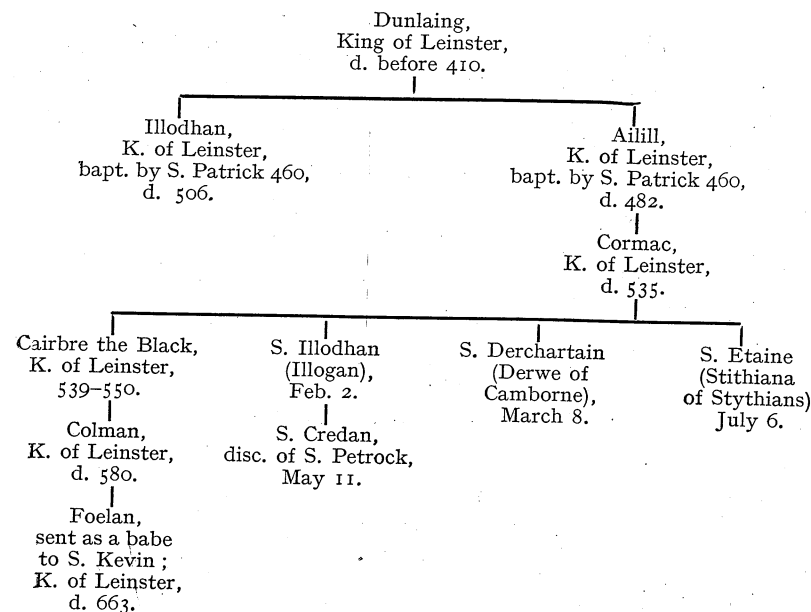 Dunlaing,
King of Leinster,
d. before 410.
Illodhan,
K. of Leinster,
bapt. by S. Patrick 460,
d. 506.
Ailill,
K. of Leinster,
bapt. by S. Patrick 460,
d. 482.
Cormac,
K. of Leinster,
d. 535.
Cairbre the Black,
K. of Leinster,
539–550.
S. Illodhan
(Illogan),
Feb. 2.
S. Derchartain
(Derwe of
Camborne),
March 8.
S. Etaine
(Stithiana
of Stythians)
July 6.
Colman,
K. of Leinster,
d. 580.
S. Credan,
disc. of S. Petrock,
May 11.
Foelan,
sent as a babe
to S. Kevin ;
K. of Leinster,
d. 663.